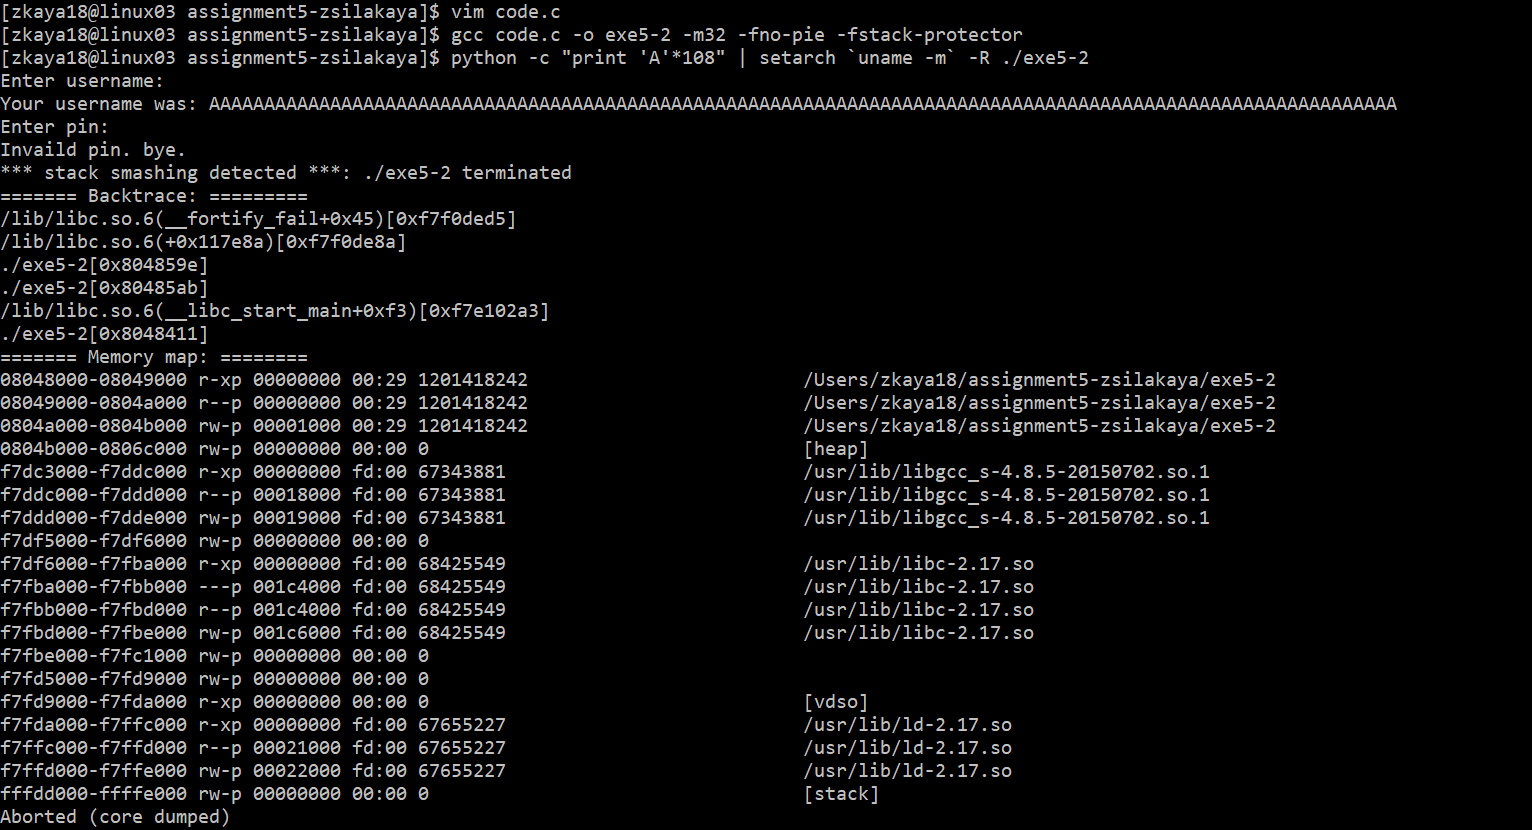 [zkaya18@linux03 assignment5-zsilakaya]$ vim code.c
[zkaya18@linux03 assignment5-zsilakaya]$ gcc code.c -o exe5-2 -m32 -fno-pie -fstack-protector
[zkaya18@linux03 assignment5-zsilakaya]$ python -c "print 'A'*108" | setarch `uname -m` -R ./exe5-2
Enter username:
Your username was: AAAAAAAAAAAAAAAAAAAAAAAAAAAAAAAAAAAAAAAAAAAAAAAAAAAAAAAAAAAAAAAAAAAAAAAAAAAAAAAAAAAAAAAAAAAAAAAAAAAAAAAAAAAA
Enter pin:
Invaild pin. bye.
*** stack smashing detected ***: ./exe5-2 terminated
======= Backtrace: =========
/lib/libc.so.6(__fortify_fail+0x45)[0xf7f0ded5]
/lib/libc.so.6(+0x117e8a)[0xf7f0de8a]
./exe5-2[0x804859e]
./exe5-2[0x80485ab]
/lib/libc.so.6(__libc_start_main+0xf3)[0xf7e102a3]
./exe5-2[0x8048411]
======= Memory map: ========
08048000-08049000 r-xp 00000000 00:29 1201418242 /Users/zkaya18/assignment5-zsilakaya/exe5-2
08049000-0804a000 r--p 00000000 00:29 1201418242 /Users/zkaya18/assignment5-zsilakaya/exe5-2
0804a000-0804b000 rw-p 00001000 00:29 1201418242 /Users/zkaya18/assignment5-zsilakaya/exe5-2
0804b000-0806c000 rw-p 00000000 00:00 0 [heap]
f7dc3000-f7ddc000 r-xp 00000000 fd:00 67343881 /usr/lib/libgcc_s-4.8.5-20150702.so.1
f7ddc000-f7ddd000 r--p 00018000 fd:00 67343881 /usr/lib/libgcc_s-4.8.5-20150702.so.1
f7ddd000-f7dde000 rw-p 00019000 fd:00 67343881 /usr/lib/libgcc_s-4.8.5-20150702.so.1
f7df5000-f7df6000 rw-p 00000000 00:00 0
f7df6000-f7fba000 r-xp 00000000 fd:00 68425549 /usr/lib/libc-2.17.so
f7fba000-f7fbb000 ---p 001c4000 fd:00 68425549 /usr/lib/libc-2.17.so
f7fbb000-f7fbd000 r--p 001c4000 fd:00 68425549 /usr/lib/libc-2.17.so
f7fbd000-f7fbe000 rw-p 001c6000 fd:00 68425549 /usr/lib/libc-2.17.so
f7fbe000-f7fc1000 rw-p 00000000 00:00 0
f7fd5000-f7fd9000 rw-p 00000000 00:00 0
f7fd9000-f7fda000 r-xp 00000000 00:00 0 [vdso]
f7fda000-f7ffc000 r-xp 00000000 fd:00 67655227 /usr/lib/ld-2.17.so
f7ffc000-f7ffd000 r--p 00021000 fd:00 67655227 /usr/lib/ld-2.17.so
f7ffd000-f7ffe000 rw-p 00022000 fd:00 67655227 /usr/lib/ld-2.17.so
fffdd000-ffffe000 rw-p 00000000 00:00 0 [stack]
Aborted (core dumped)